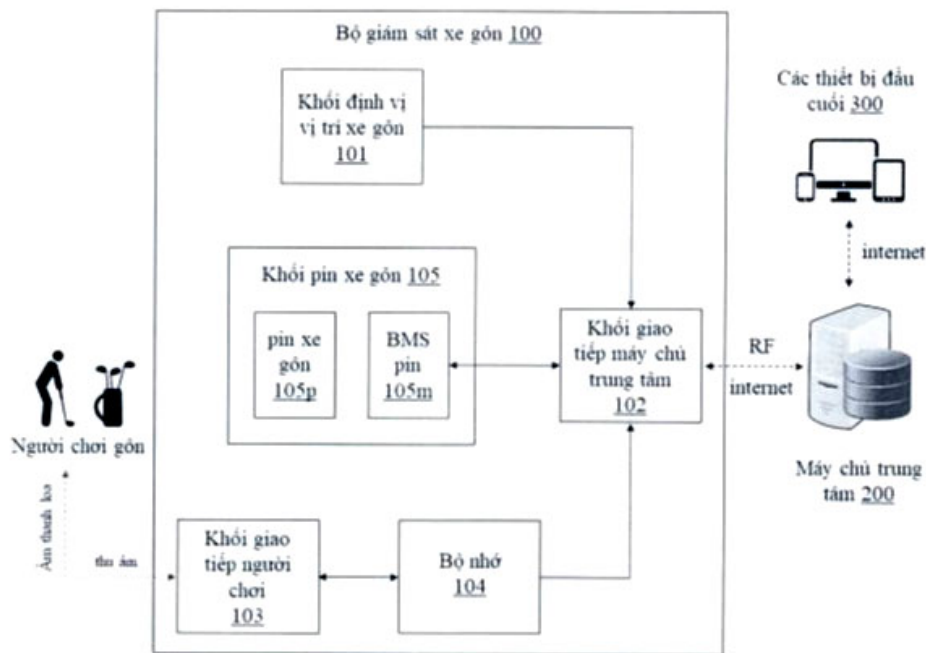 Bộ giám sát xe gôn 100
Khối định vị
vị trí xe gôn
101
Các thiết bị đầu
cuối 300
internet
Khối pin xe gôn 105
pin xe
gôn
105p
BMS
pin
105m
Khối giao
tiếp máy chủ
trung tâm
102
RF
internet
Người chơi gôn
Máy chủ trung
tâm 200
Âm thanh loa
thu âm
Khối giao
tiếp người
chơi
103
Bộ nhớ
104